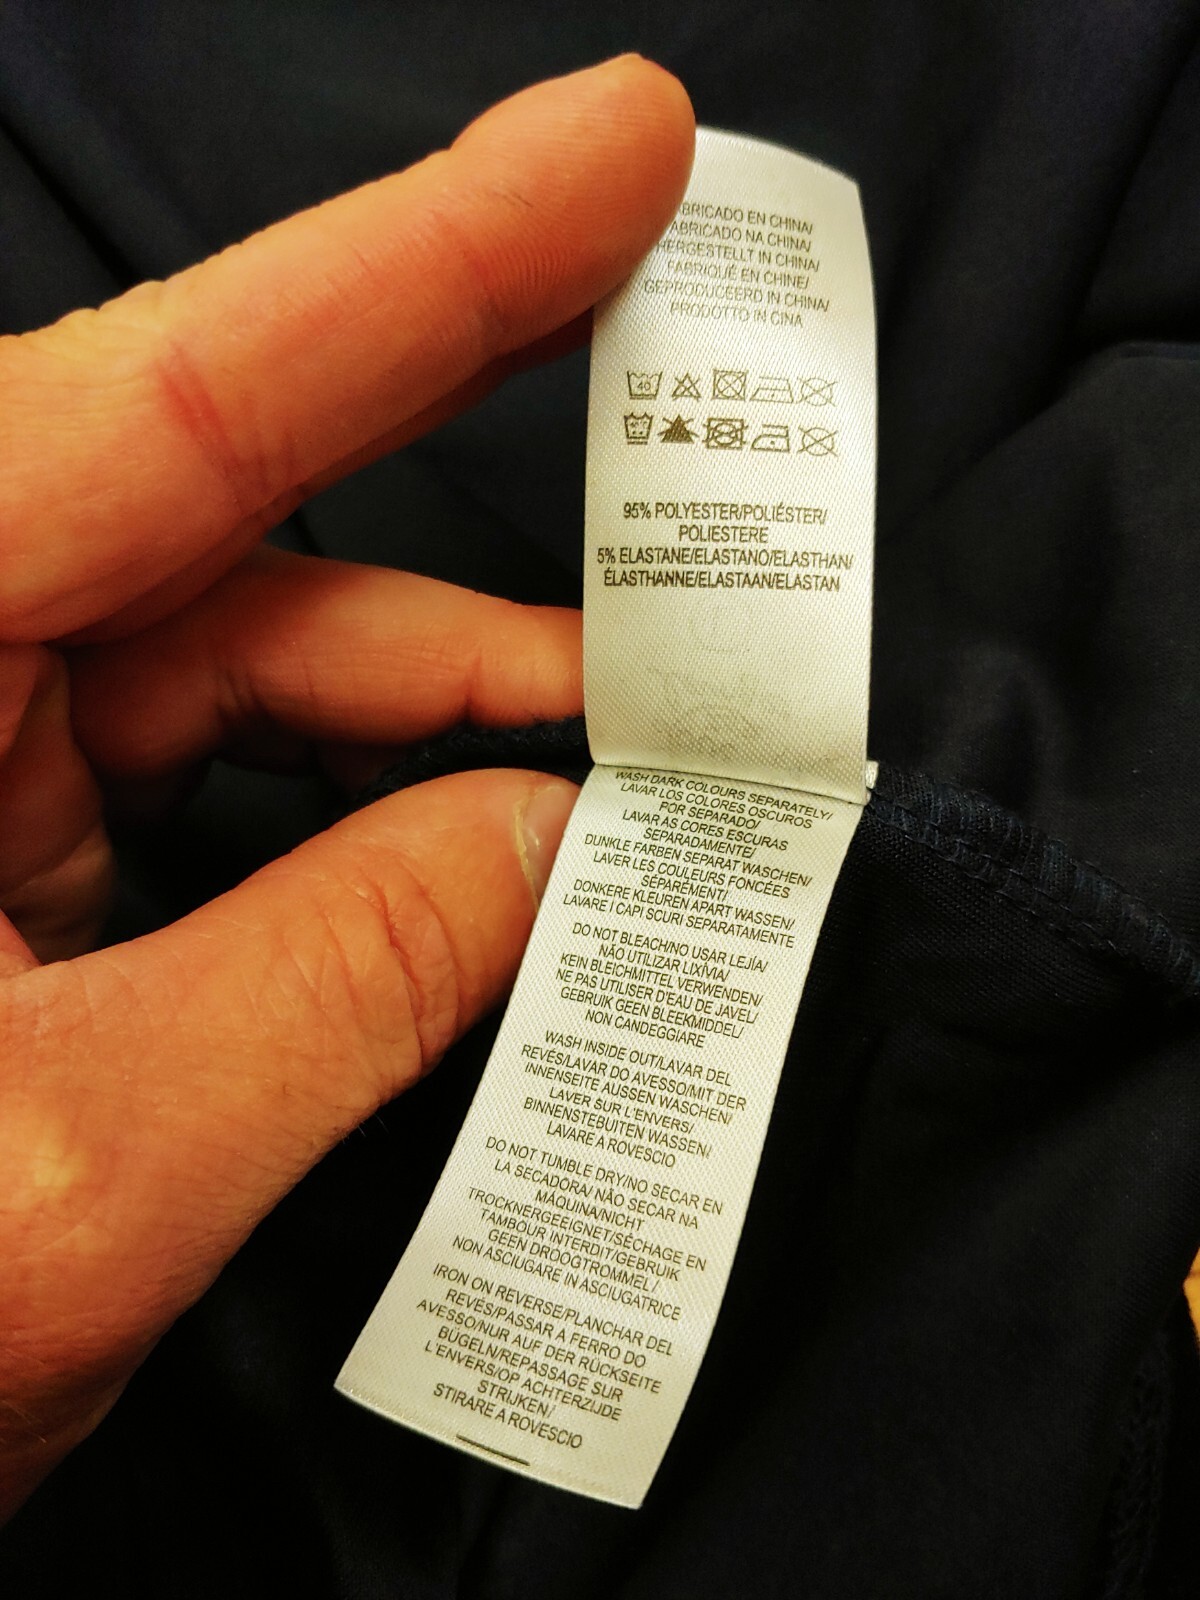 ABRICADO EN CHINA/
ABRICADO NA CHINA/
HERGESTELLT IN CHINA/
FABRIQUÉ EN CHINE/
GEPRODUCEERD IN CHINA/
PRODOTTO IN CINA
40
95% POLYESTER/POLIÉSTER/
POLIESTERE
5% ELASTANE/ELASTANO/ELASTHAN/
ÉLASTHANNE/ELASTAAN/ELASTAN
WASH DARK COLOURS SEPARATELY/
LAVAR LOS COLORES OSCUROS
POR SEPARADO/
LAVAR AS CORES ESCURAS
SEPARADAMENTE/
DUNKLE FARBEN SEPARAT WASCHEN/
LAVER LES COULEURS FONCÉES
SÉPARÉMENT/
DONKERE KLEUREN APART WASSEN/
LAVARE I CAPI SCURI SEPARATAMENTE
DO NOT BLEACH/NO USAR LEJÍA/
NÃO UTILIZAR LIXÍVIA/
KEIN BLEICHMITTEL VERWENDEN/
NE PAS UTILISER D'EAU DE JAVEL/
GEBRUIK GEEN BLEEKMIDDEL/
NON CANDEGGIARE
WASH INSIDE OUT/LAVAR DEL
REVÉS/LAVAR DO AVESSO/MIT DER
INNENSEITE AUSSEN WASCHEN/
LAVER SUR L'ENVERS/
BINNENSTEBUITEN WASSEN/
LAVARE A ROVESCIO
DO NOT TUMBLE DRY/NO SECAR EN
LA SECADORA/ NÃO SECAR NA
MÁQUINA/NICHT
TROCKNERGEEIGNET/SÉCHAGE EN
TAMBOUR INTERDIT/GEBRUIK
GEEN DROOGTROMMEL/
NON ASCIUGARE IN ASCIUGATRICE
IRON ON REVERSE/PLANCHAR DEL
REVÉS/PASSAR A FERRO DO
AVESSO/NUR AUF DER RÜCKSEITE
BÜGELN/REPASSAGE SUR
L'ENVERS/OP ACHTERZIJDE
STRIJKEN/
STIRARE A ROVESCIO